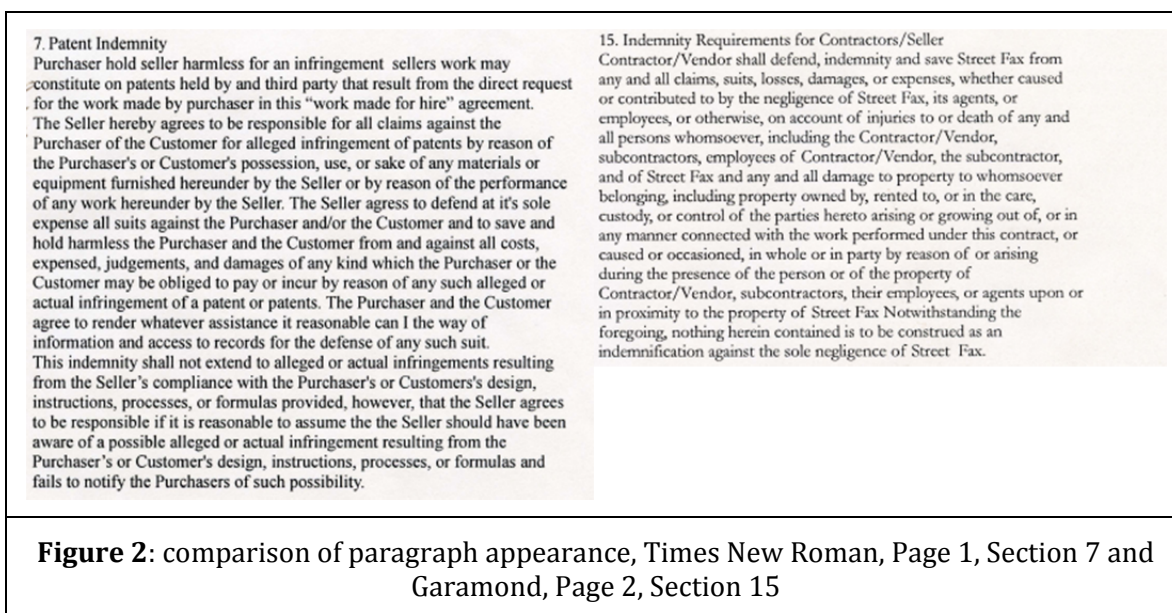 7. Patent Indemnity
Purchaser hold seller harmless for an infringement sellers work may
constitute on patents held by and third party that result from the direct request
for the work made by purchaser in this “work made for hire” agreement.
The Seller hereby agrees to be responsible for all claims against the
Purchaser of the Customer for alleged infringement of patents by reason of
the Purchaser's or Customer's possession, use, or sake of any materials or
equipment furnished hereunder by the Seller or by reason of the performance
of any work hereunder by the Seller. The Seller agress to defend at it's sole
expense all suits against the Purchaser and/or the Customer and to save and
hold harmless the Purchaser and the Customer from and against all costs,
expensed, judgements, and damages of any kind which the Purchaser or the
Customer may be obliged to pay or incur by reason of any such alleged or
actual infringement of a patent or patents. The Purchaser and the Customer
agree to render whatever assistance it reasonable can I the way of
information and access to records for the defense of any such suit.
This indemnity shall not extend to alleged or actual infringements resulting
from the Seller’s compliance with the Purchaser's or Customers's design,
instructions, processes, or formulas provided, however, that the Seller agrees
to be responsible if it is reasonable to assume the the Seller should have been
aware of a possible alleged or actual infringement resulting from the
Purchaser’s or Customer's design, instructions, processes, or formulas and
fails to notify the Purchasers of such possibility.
15. Indemnity Requirements for Contractors/Seller
Contractor/Vendor shall defend, indemnity and save Street Fax from
any and all claims, suits, losses, damages, or expenses, whether caused
or contributed to by the negligence of Street Fax, its agents, or
employees, or otherwise, on account of injuries to or death of any and
all persons whomsoever, including the Contractor/Vendor,
subcontractors, employees of Contractor/Vendor, the subcontractor,
and of Street Fax and any and all damage to property to whomsoever
belonging, including property owned by, rented to, or in the care,
custody, or control of the parties hereto arising or growing out of, or in
any manner connected with the work performed under this contract, or
caused or occasioned, in whole or in party by reason of or arising
during the presence of the person or of the property of
Contractor/Vendor, subcontractors, their employees, or agents upon or
in proximity to the property of Street Fax Notwithstanding the
foregoing, nothing herein contained is to be construed as an
indemnification against the sole negligence of Street Fax.
Figure 2: comparison of paragraph appearance, Times New Roman, Page 1, Section 7 and
Garamond, Page 2, Section 15